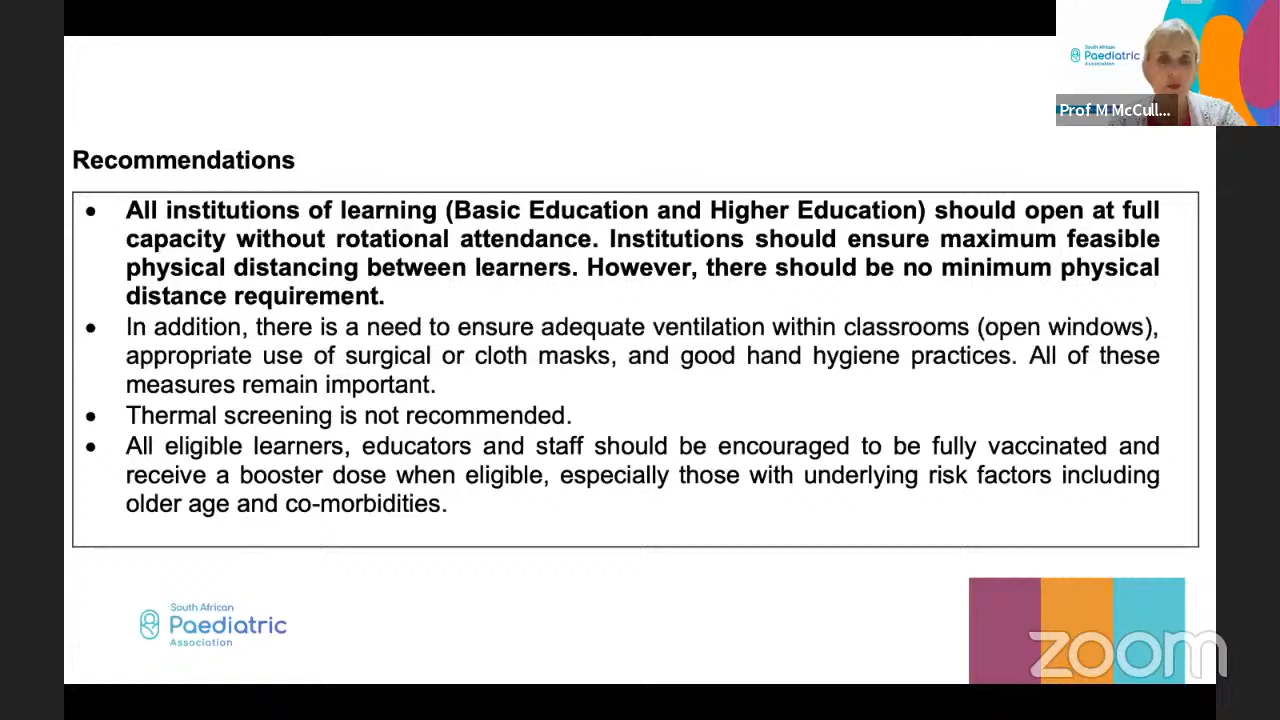 South African
Paediatric
Association
Prof M McCull...
Recommendations
• All institutions of learning (Basic Education and Higher Education) should open at full
capacity without rotational attendance. Institutions should ensure maximum feasible
physical distancing between learners. However, there should be no minimum physical
distance requirement.
• In addition, there is a need to ensure adequate ventilation within classrooms (open windows),
appropriate use of surgical or cloth masks, and good hand hygiene practices. All of these
measures remain important.
• Thermal screening is not recommended.
• All eligible learners, educators and staff should be encouraged to be fully vaccinated and
receive a booster dose when eligible, especially those with underlying risk factors including
older age and co-morbidities.
South African
Paediatric
Association
zoom